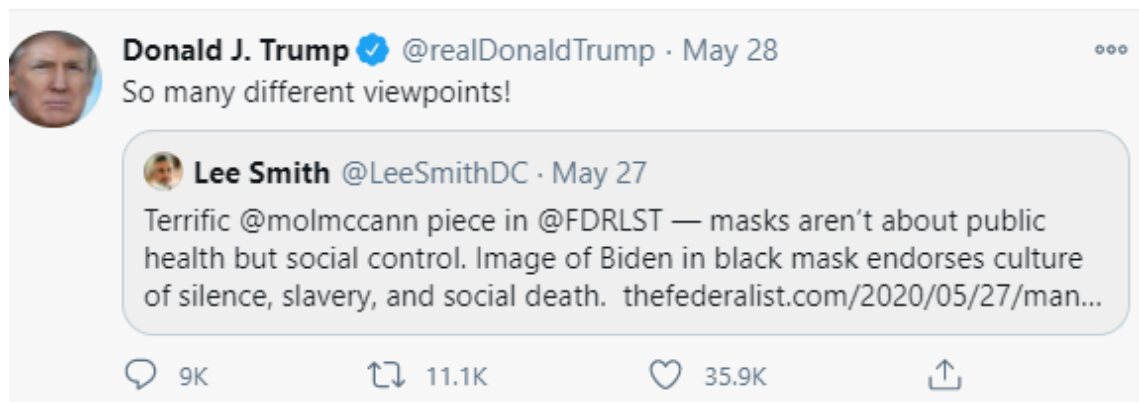 Donald J. Trump @realDonaldTrump · May 28
So many different viewpoints!
Lee Smith @LeeSmithDC · May 27
Terrific @molmccann piece in @FDRLST — masks aren't about public
health but social control. Image of Biden in black mask endorses culture
of silence, slavery, and social death. thefederalist.com/2020/05/27/man...
9K 11.1K 35.9K